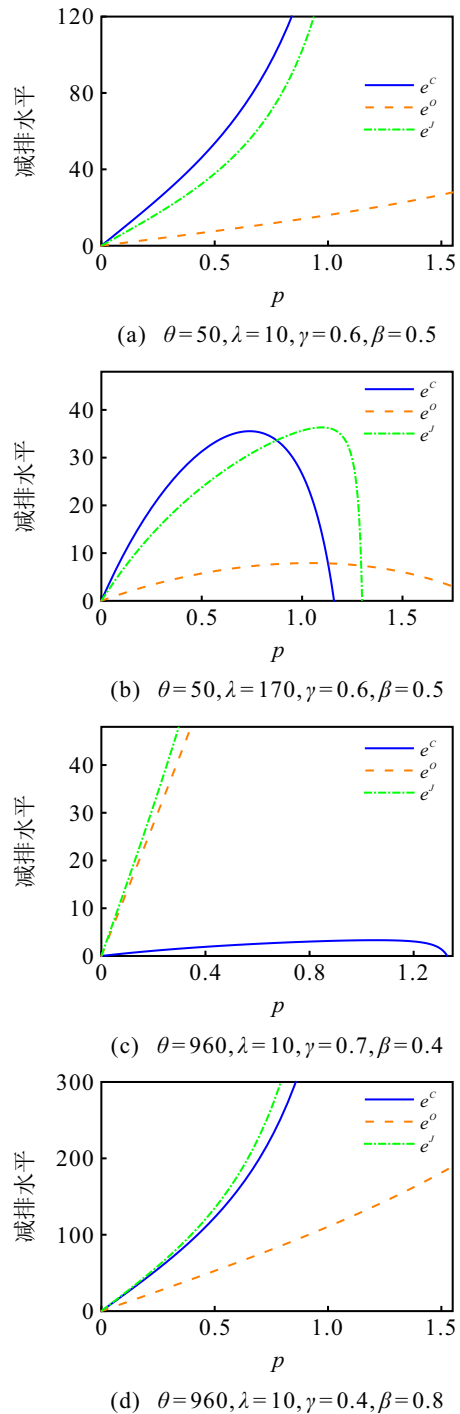 120
80
40
0
减排水平
e^C
e^O
e^J
0
0.5
1.0
1.5
p
(a) θ=50,λ=10,γ=0.6,β=0.5
40
30
20
10
0
减排水平
e^C
e^O
e^J
0
0.5
1.0
1.5
p
(b) θ=50,λ=170,γ=0.6,β=0.5
40
30
20
10
0
减排水平
e^C
e^O
e^J
0
0.4
0.8
1.2
p
(c) θ=960,λ=10,γ=0.7,β=0.4
300
200
100
0
减排水平
e^C
e^O
e^J
0
0.5
1.0
1.5
p
(d) θ=960,λ=10,γ=0.4,β=0.8